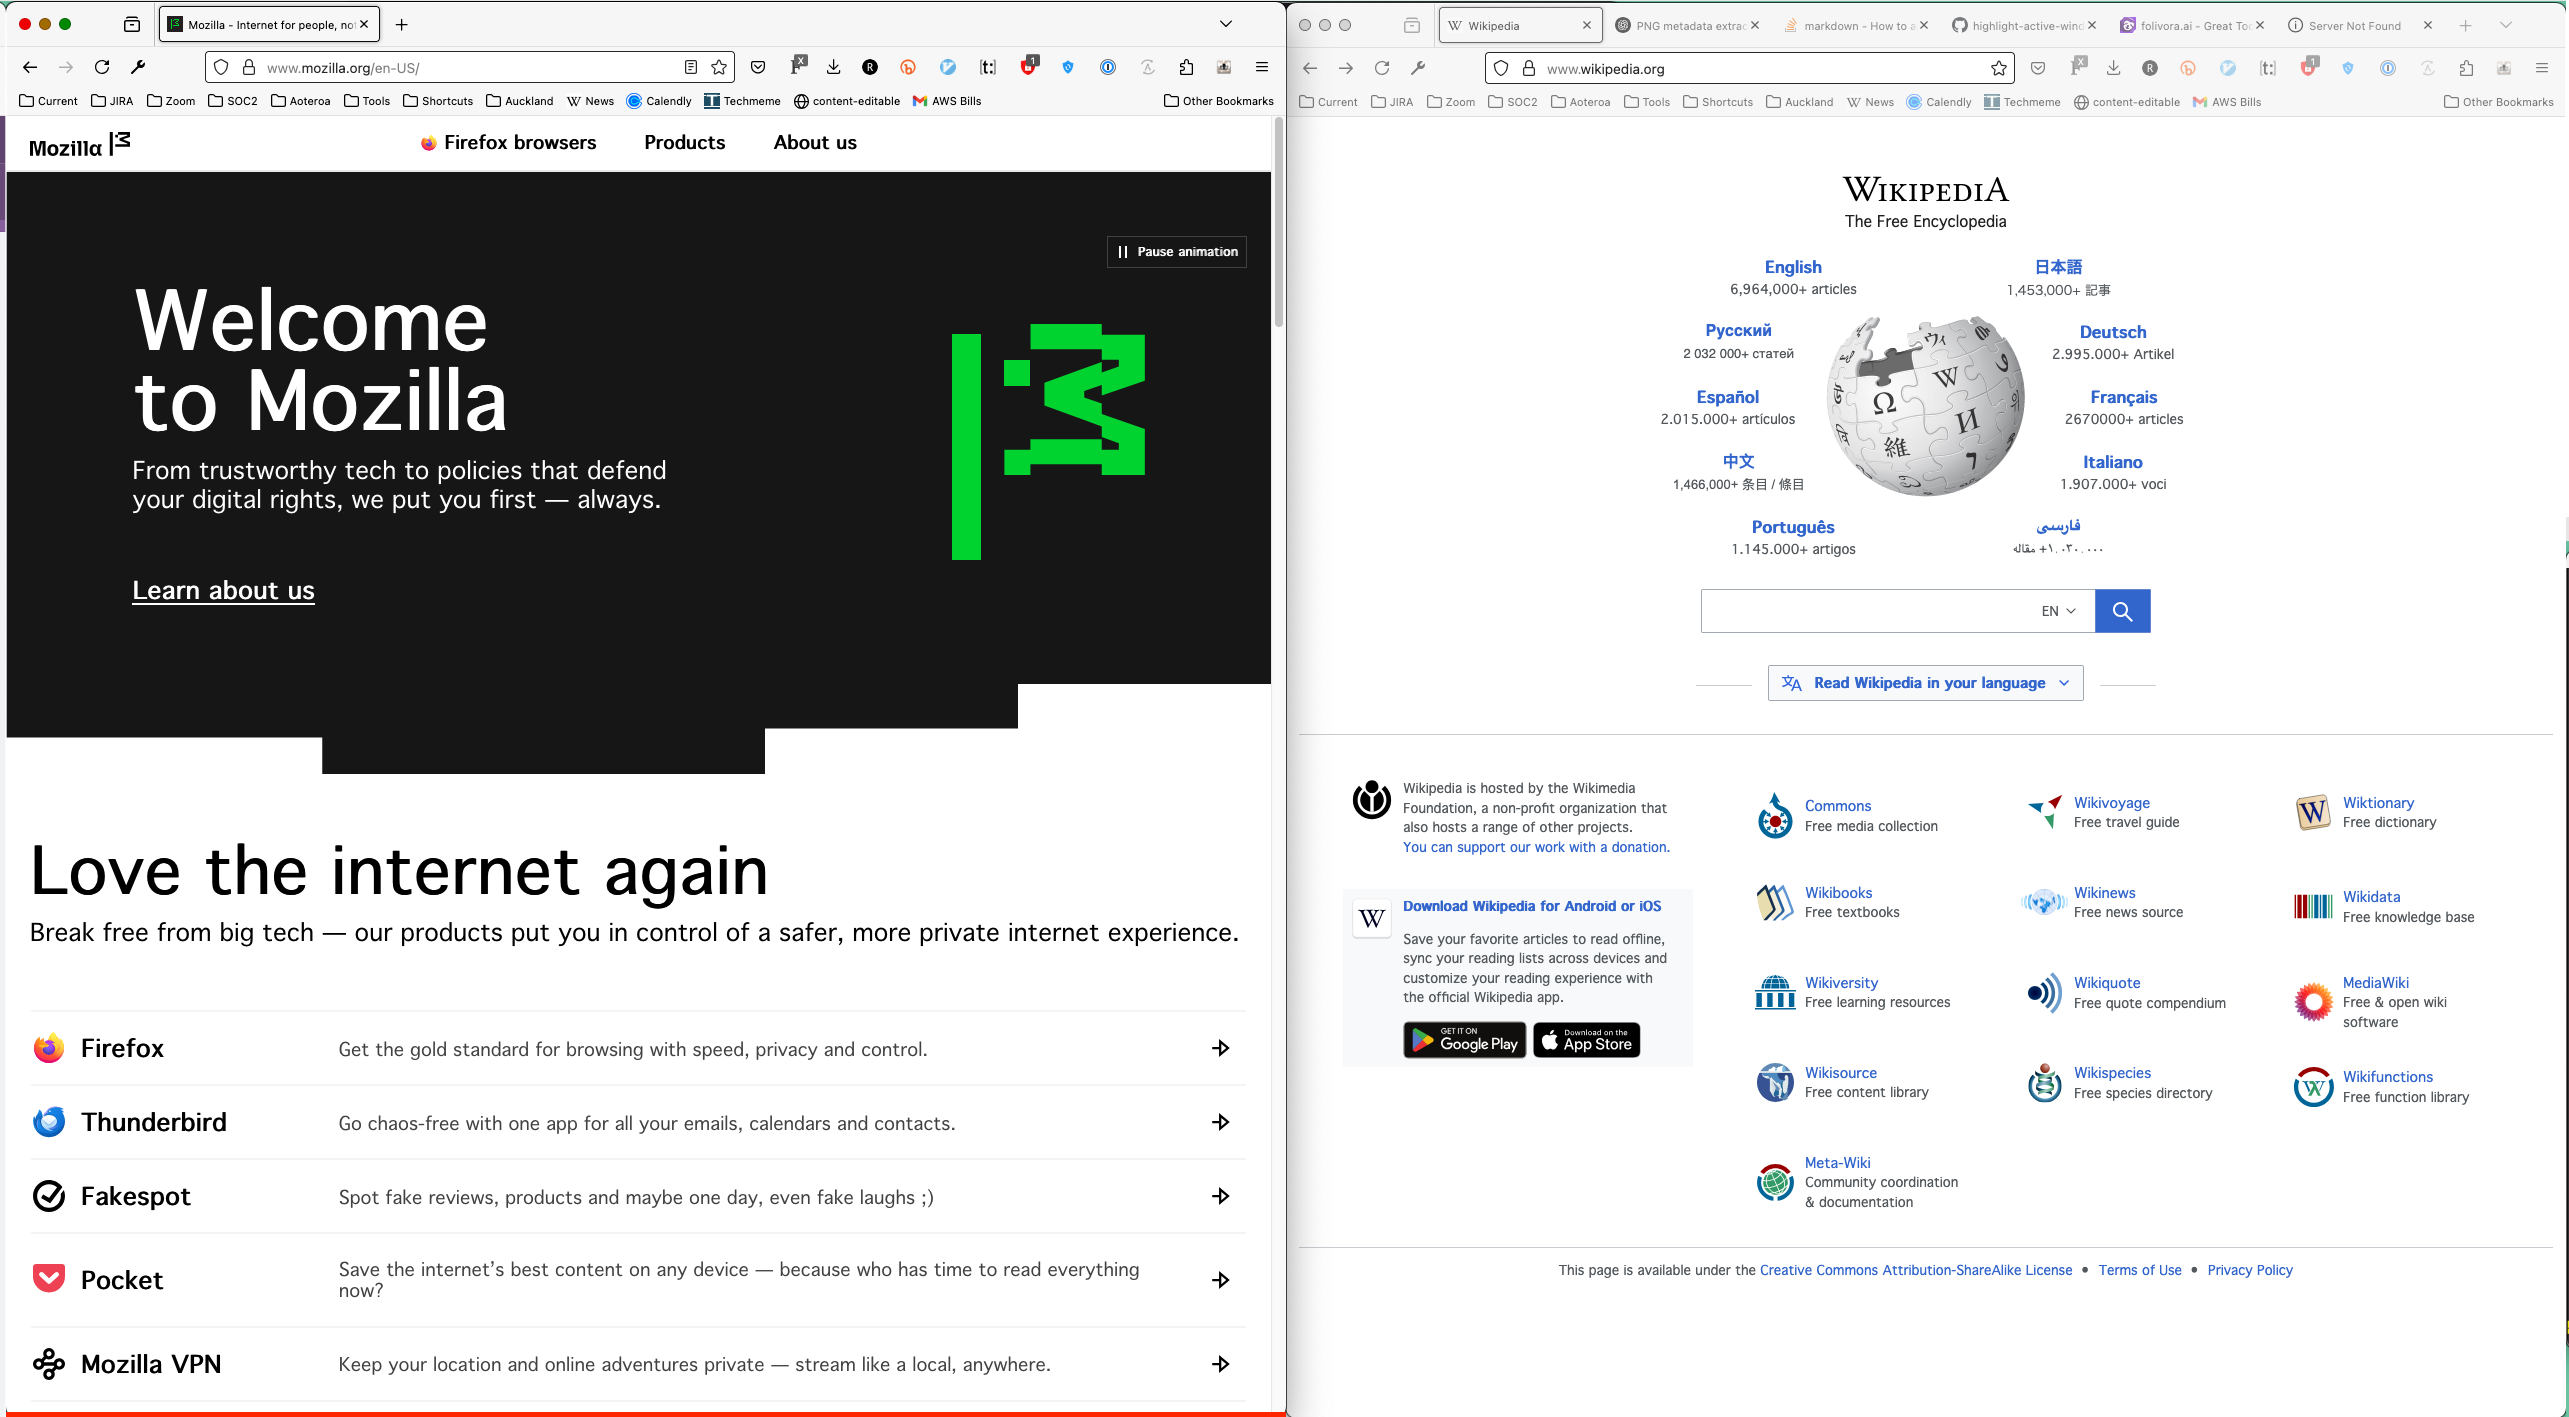 Mozilla - Internet for people, no
www.mozilla.org/en-US/
Current JIRA Zoom SOC2 Aoteroa Tools Shortcuts Auckland News Calendly Techmeme content-editable AWS Bills Other Bookmarks
Mozilla
Firefox browsers Products About us
Pause animation
Welcome
to Mozilla
From trustworthy tech to policies that defend
your digital rights, we put you first — always.
Learn about us
Love the internet again
Break free from big tech — our products put you in control of a safer, more private internet experience.
Firefox Get the gold standard for browsing with speed, privacy and control.
Thunderbird Go chaos-free with one app for all your emails, calendars and contacts.
Fakespot Spot fake reviews, products and maybe one day, even fake laughs ;)
Pocket Save the internet’s best content on any device — because who has time to read everything
now?
Mozilla VPN Keep your location and online adventures private — stream like a local, anywhere.
Wikipedia PNG metadata extrac markdown - How to a highlight-active-wind folivora.ai - Great Too Server Not Found
www.wikipedia.org
Current JIRA Zoom SOC2 Aoteroa Tools Shortcuts Auckland News Calendly Techmeme content-editable AWS Bills Other Bookmarks
WIKIPEDIA
The Free Encyclopedia
English
6,964,000+ articles
日本語
1,453,000+ 記事
Русский
2 032 000+ статей
Deutsch
2.995.000+ Artikel
Español
2.015.000+ artículos
Français
2670000+ articles
中文
1,466,000+ 条目 / 條目
Italiano
1.907.000+ voci
Português
1.145.000+ artigos
فارسی
۱٬۰۳۰٬۰۰۰+ مقاله
EN
Read Wikipedia in your language
Wikipedia is hosted by the Wikimedia
Foundation, a non-profit organization that
also hosts a range of other projects.
You can support our work with a donation.
Download Wikipedia for Android or iOS
Save your favorite articles to read offline,
sync your reading lists across devices and
customize your reading experience with
the official Wikipedia app.
GET IT ON
Google Play
Download on the
App Store
Commons
Free media collection
Wikivoyage
Free travel guide
Wiktionary
Free dictionary
Wikibooks
Free textbooks
Wikinews
Free news source
Wikidata
Free knowledge base
Wikiversity
Free learning resources
Wikiquote
Free quote compendium
MediaWiki
Free & open wiki
software
Wikisource
Free content library
Wikispecies
Free species directory
Wikifunctions
Free function library
Meta-Wiki
Community coordination
& documentation
This page is available under the Creative Commons Attribution-ShareAlike License • Terms of Use • Privacy Policy